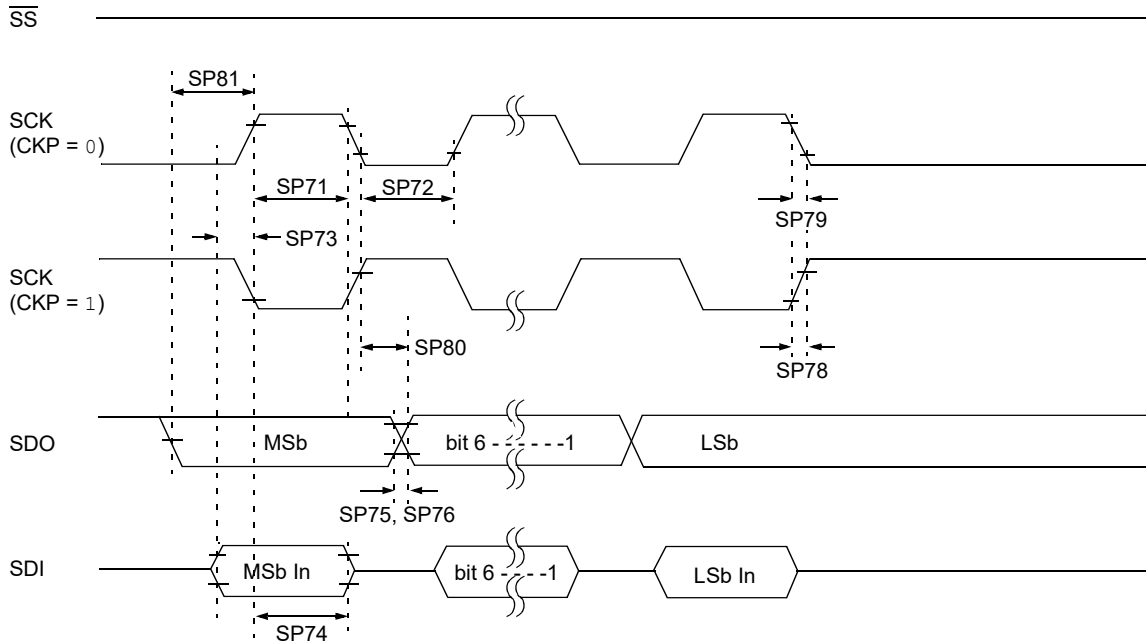 SS
SP81
SCK
(CKP = 0)
SP71
SP72
SP79
SP73
SCK
(CKP = 1)
SP80
SP78
SDO
MSb
bit 6 - - - - - - -1
LSb
SP75, SP76
SDI
MSb In
bit 6 - - - - -1
LSb In
SP74